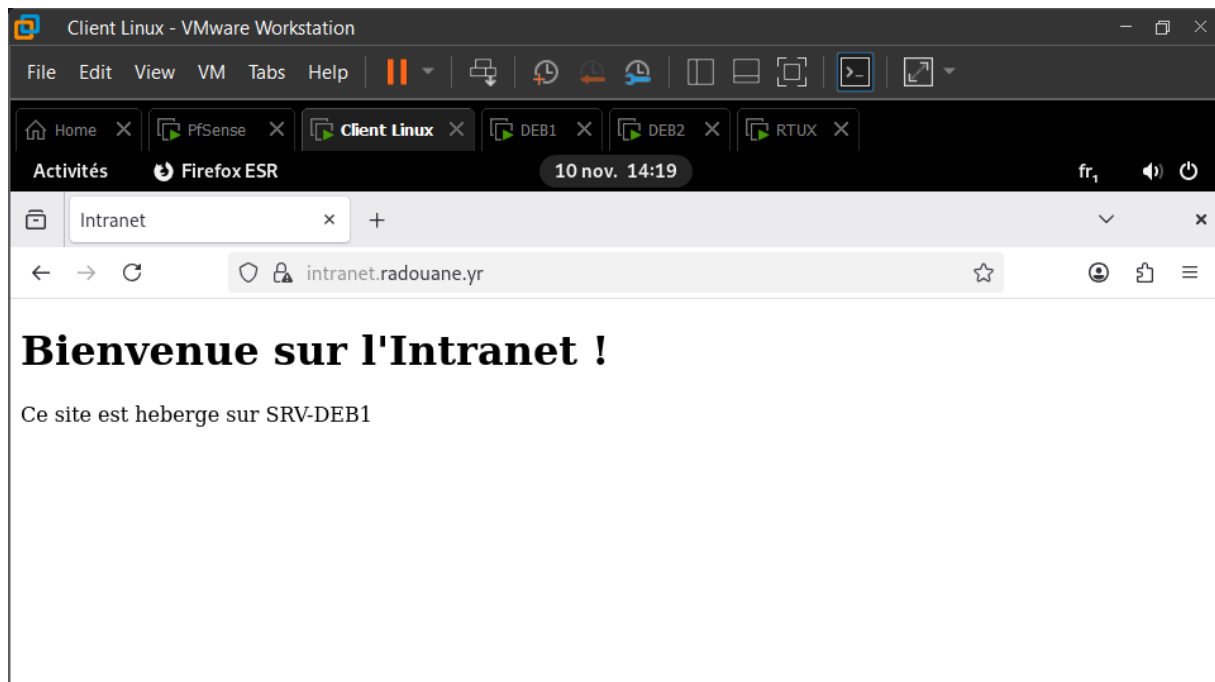 Client Linux - VMware Workstation
File Edit View VM Tabs Help
Home PfSense Client Linux DEB1 DEB2 RTUX
Activités Firefox ESR 10 nov. 14:19 fr₁
Intranet
intranet.radouane.yr
Bienvenue sur l'Intranet !
Ce site est heberge sur SRV-DEB1